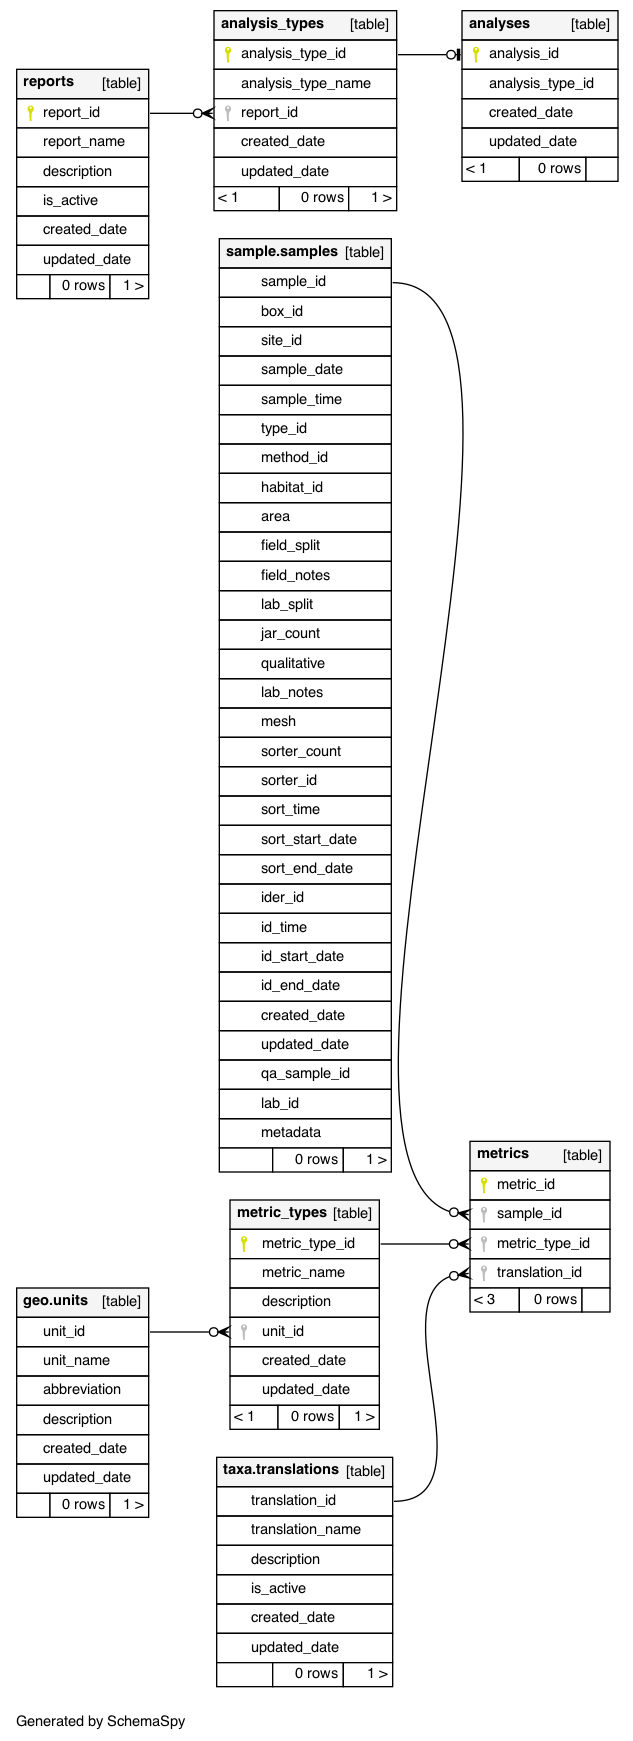 analysis_types [table]
analysis_type_id
analysis_type_name
report_id
created_date
updated_date
< 1 0 rows 1 >
analyses [table]
analysis_id
analysis_type_id
created_date
updated_date
< 1 0 rows
reports [table]
report_id
report_name
description
is_active
created_date
updated_date
0 rows 1 >
sample.samples [table]
sample_id
box_id
site_id
sample_date
sample_time
type_id
method_id
habitat_id
area
field_split
field_notes
lab_split
jar_count
qualitative
lab_notes
mesh
sorter_count
sorter_id
sort_time
sort_start_date
sort_end_date
ider_id
id_time
id_start_date
id_end_date
created_date
updated_date
qa_sample_id
lab_id
metadata
0 rows 1 >
metrics [table]
metric_id
sample_id
metric_type_id
translation_id
< 3 0 rows
metric_types [table]
metric_type_id
metric_name
description
unit_id
created_date
updated_date
< 1 0 rows 1 >
geo.units [table]
unit_id
unit_name
abbreviation
description
created_date
updated_date
0 rows 1 >
taxa.translations [table]
translation_id
translation_name
description
is_active
created_date
updated_date
0 rows 1 >
Generated by SchemaSpy